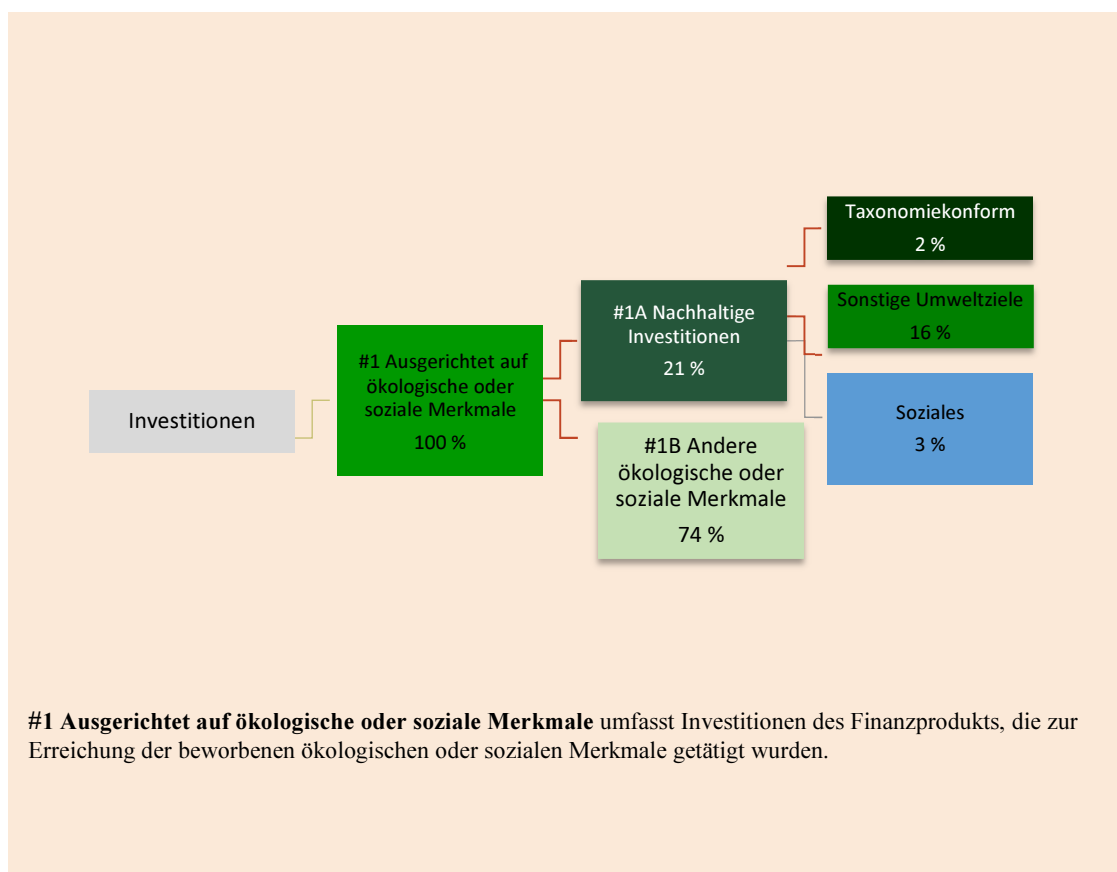 Investitionen
#1 Ausgerichtet auf
ökologische oder
soziale Merkmale
100 %
#1A Nachhaltige
Investitionen
21 %
#1B Andere
ökologische oder
soziale Merkmale
74 %
Taxonomiekonform
2 %
Sonstige Umweltziele
16 %
Soziales
3 %
#1 Ausgerichtet auf ökologische oder soziale Merkmale umfasst Investitionen des Finanzprodukts, die zur
Erreichung der beworbenen ökologischen oder sozialen Merkmale getätigt wurden.